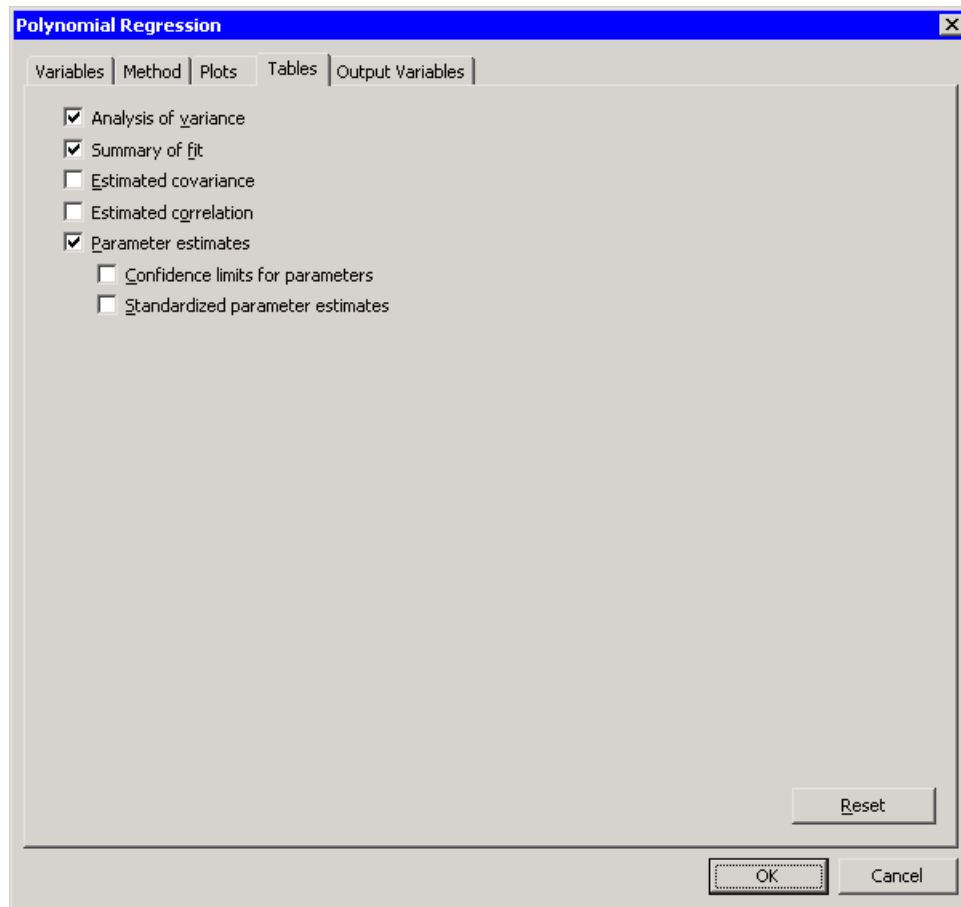 Polynomial Regression
Variables Method Plots Tables Output Variables
Analysis of variance
Summary of fit
Estimated covariance
Estimated correlation
Parameter estimates
Confidence limits for parameters
Standardized parameter estimates
Reset
OK Cancel